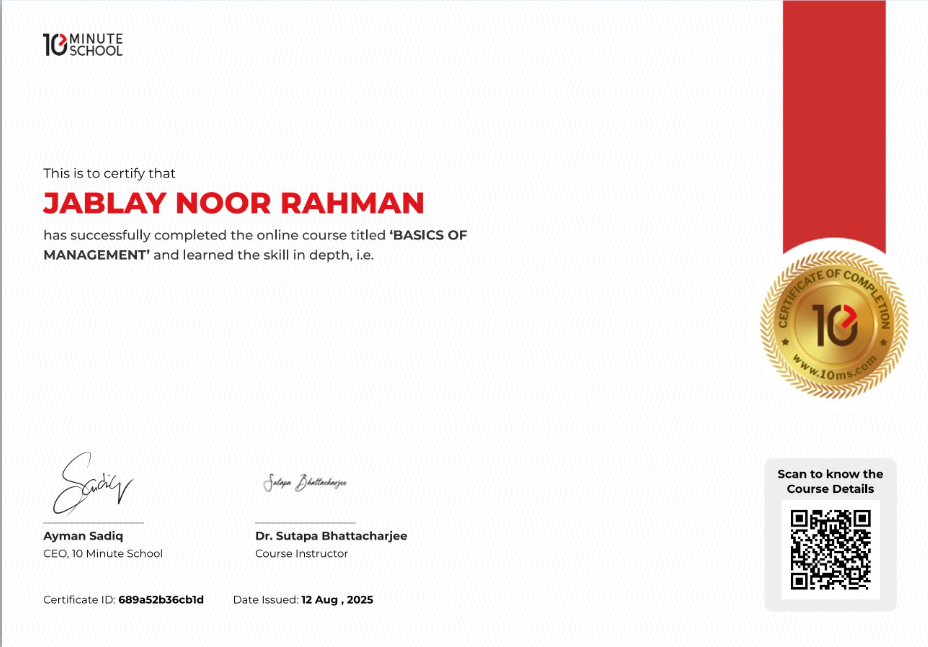 10 MINUTE
SCHOOL
This is to certify that
JABLAY NOOR RAHMAN
has successfully completed the online course titled ‘BASICS OF
MANAGEMENT’ and learned the skill in depth, i.e.
CERTIFICATE OF COMPLETION
10
www.10ms.com
Sadiq
Sutapa Bhattacharjee
Ayman Sadiq
CEO, 10 Minute School
Dr. Sutapa Bhattacharjee
Course Instructor
Scan to know the
Course Details
Certificate ID: 689a52b36cb1d
Date Issued: 12 Aug , 2025